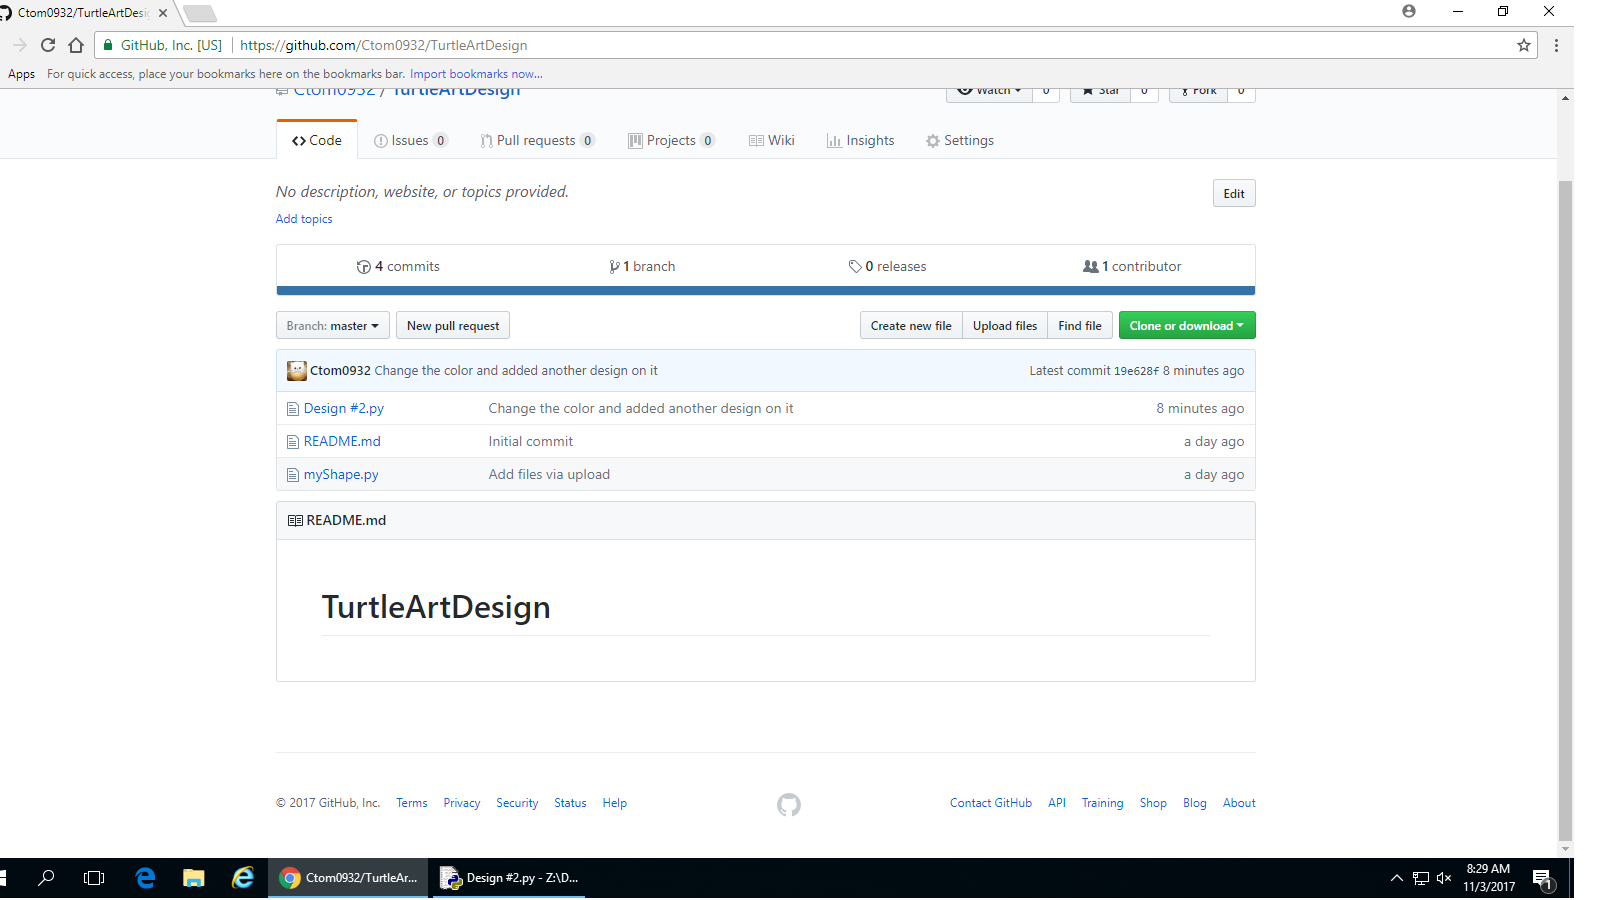 Ctom0932/TurtleArtDesi
GitHub, Inc. [US] https://github.com/Ctom0932/TurtleArtDesign
Apps For quick access, place your bookmarks here on the bookmarks bar. Import bookmarks now...
Ctom0932 / TurtleArtDesign Watch 0 Star 0 Fork 0
Code Issues 0 Pull requests 0 Projects 0 Wiki Insights Settings
No description, website, or topics provided. Edit
Add topics
4 commits 1 branch 0 releases 1 contributor
Branch: master New pull request Create new file Upload files Find file Clone or download
Ctom0932 Change the color and added another design on it Latest commit 19e628f 8 minutes ago
Design #2.py Change the color and added another design on it 8 minutes ago
README.md Initial commit a day ago
myShape.py Add files via upload a day ago
README.md
TurtleArtDesign
© 2017 GitHub, Inc. Terms Privacy Security Status Help Contact GitHub API Training Shop Blog About
Ctom0932/TurtleAr... Design #2.py - Z:\D... 8:29 AM
11/3/2017 1